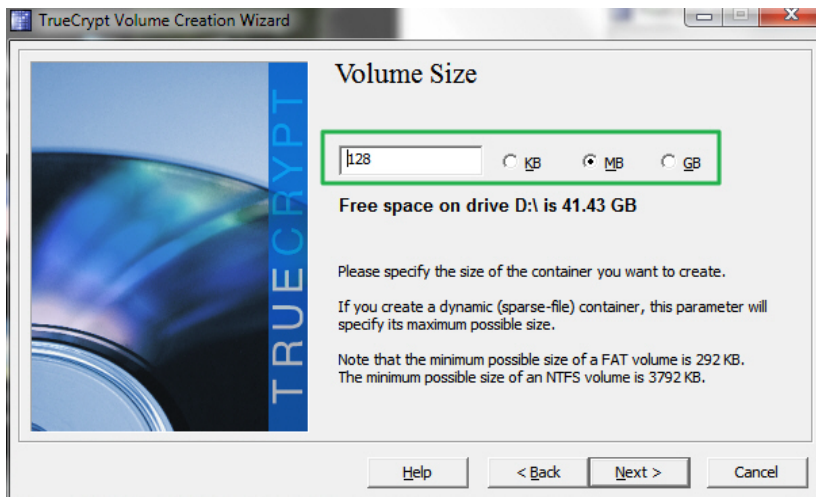 TrueCrypt Volume Creation Wizard
TRUECRYPT
Volume Size
128 KB MB GB
Free space on drive D:\ is 41.43 GB
Please specify the size of the container you want to create.
If you create a dynamic (sparse-file) container, this parameter will
specify its maximum possible size.
Note that the minimum possible size of a FAT volume is 292 KB.
The minimum possible size of an NTFS volume is 3792 KB.
Help < Back Next > Cancel